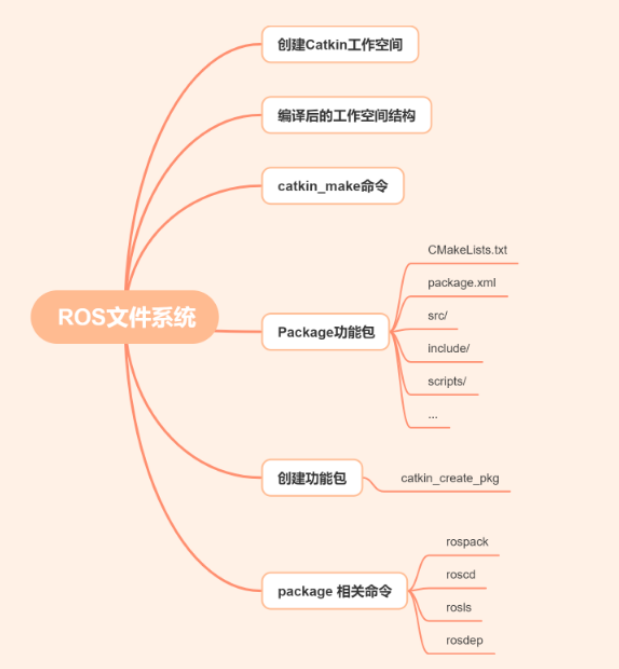 创建Catkin工作空间
编译后的工作空间结构
catkin_make命令
ROS文件系统
Package功能包
CMakeLists.txt
package.xml
src/
include/
scripts/
...
创建功能包
catkin_create_pkg
package 相关命令
rospack
roscd
rosls
rosdep